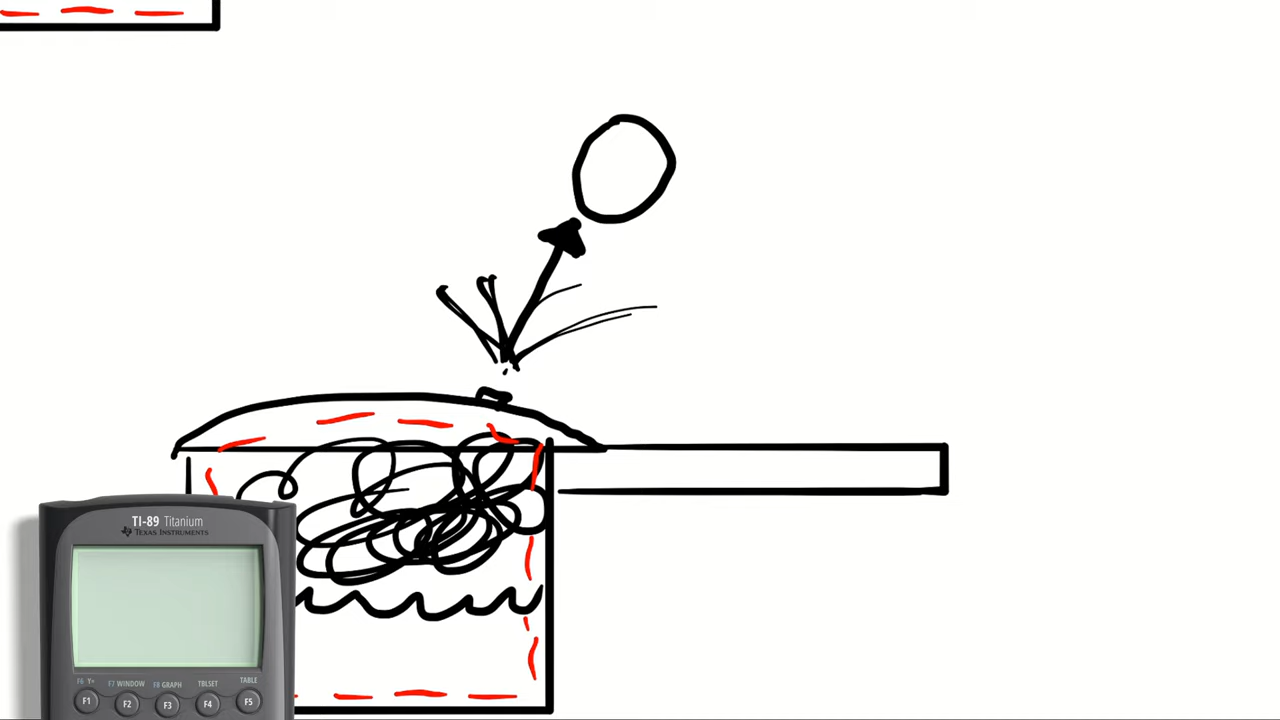 TI-89 Titanium
TEXAS INSTRUMENTS
F6 Y= F7 WINDOW F8 GRAPH TBLSET TABLE
F1 F2 F3 F4 F5